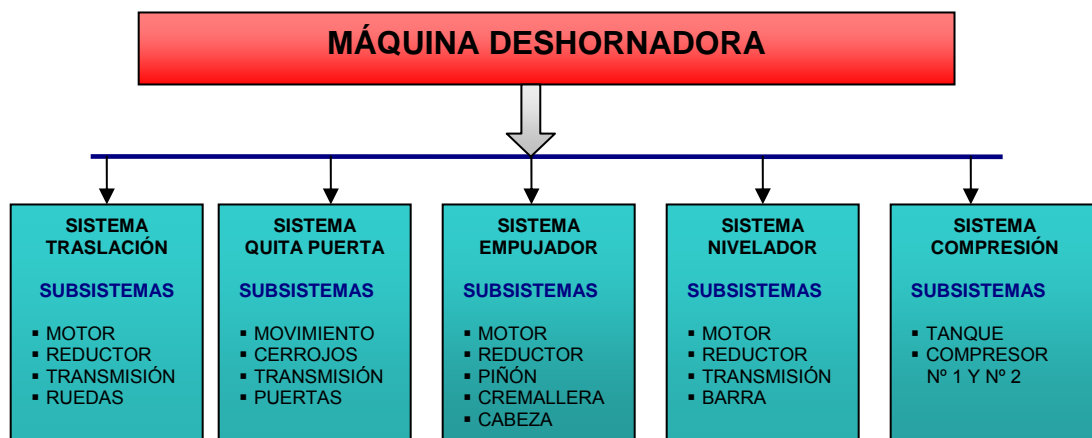 MÁQUINA DESHORNADORA
SISTEMA
TRASLACIÓN
SUBSISTEMAS
▪ MOTOR
▪ REDUCTOR
▪ TRANSMISIÓN
▪ RUEDAS
SISTEMA
QUITA PUERTA
SUBSISTEMAS
▪ MOVIMIENTO
▪ CERROJOS
▪ TRANSMISIÓN
▪ PUERTAS
SISTEMA
EMPUJADOR
SUBSISTEMAS
▪ MOTOR
▪ REDUCTOR
▪ PIÑÓN
▪ CREMALLERA
▪ CABEZA
SISTEMA
NIVELADOR
SUBSISTEMAS
▪ MOTOR
▪ REDUCTOR
▪ TRANSMISIÓN
▪ BARRA
SISTEMA
COMPRESIÓN
SUBSISTEMAS
▪ TANQUE
▪ COMPRESOR
Nº 1 Y Nº 2